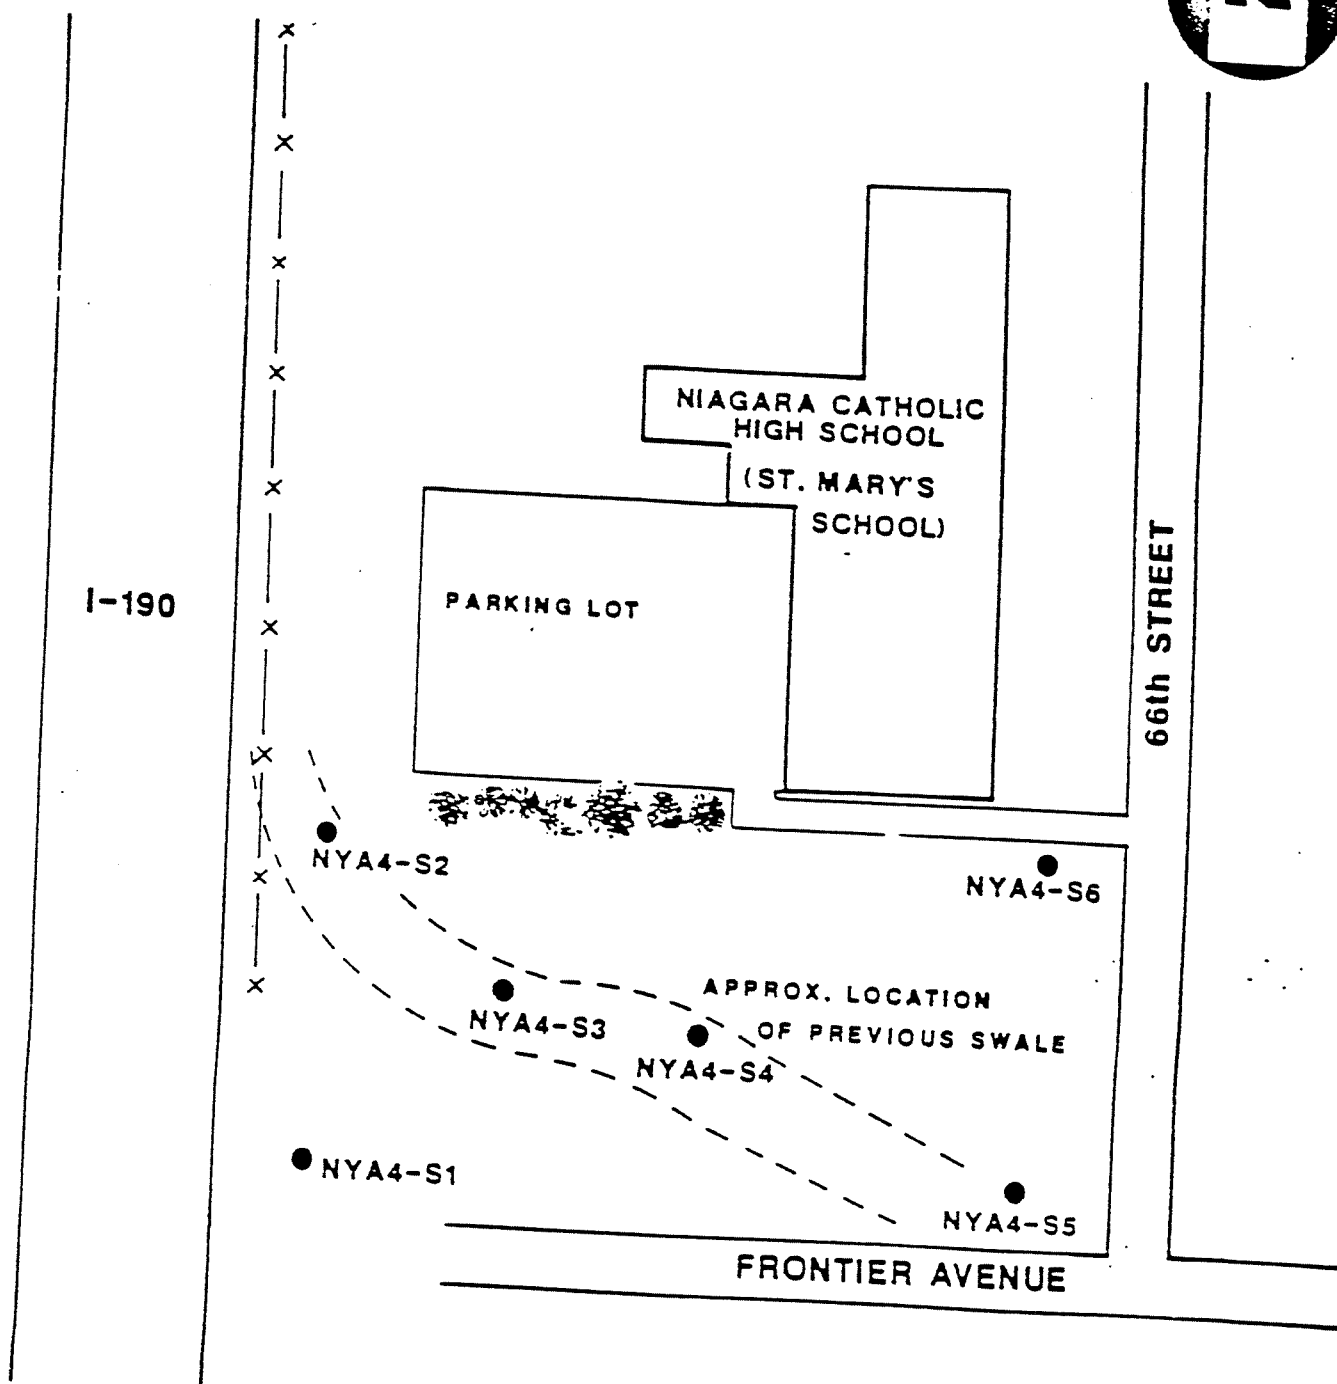 NIAGARA CATHOLIC
HIGH SCHOOL
(ST. MARY'S
SCHOOL)
I-190
PARKING LOT
66th STREET
NYA4-S2
NYA4-S6
APPROX. LOCATION
OF PREVIOUS SWALE
NYA4-S3
NYA4-S4
NYA4-S1
NYA4-S5
FRONTIER AVENUE